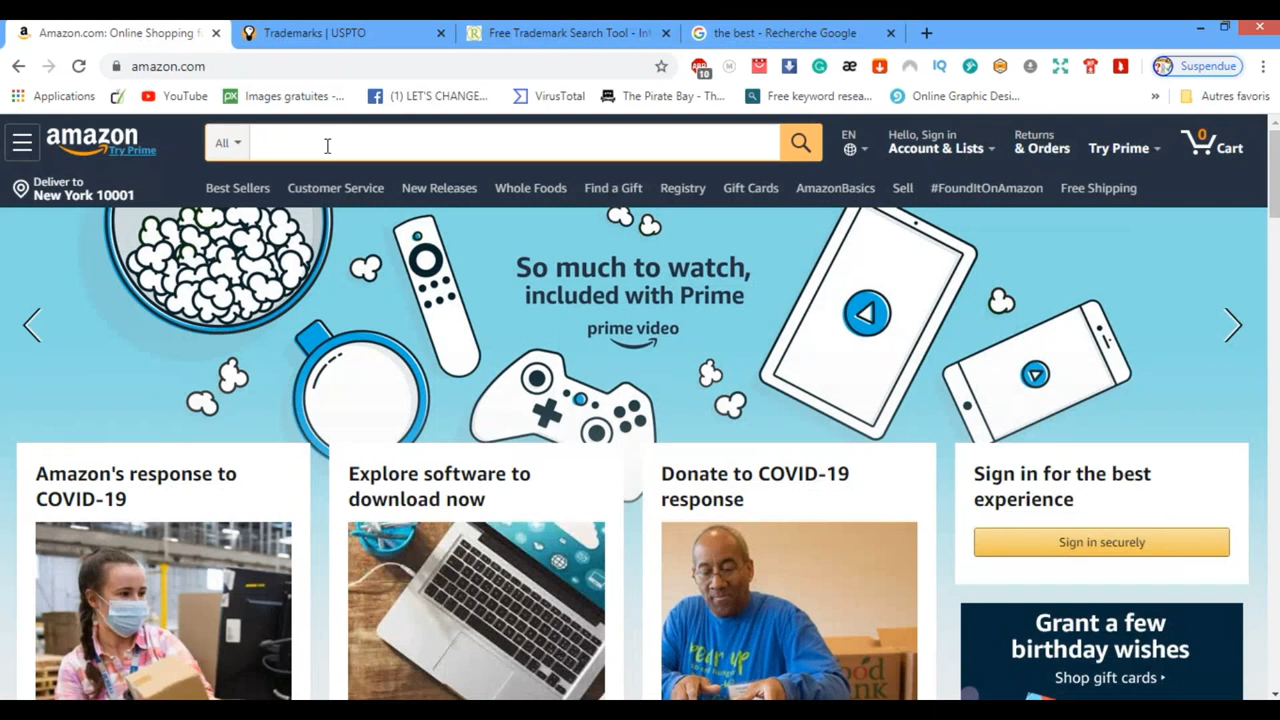 Amazon.com: Online Shopping f
Trademarks | USPTO
Free Trademark Search Tool - Int
the best - Recherche Google
amazon.com
10
IQ
æ
Suspendue
Applications
YouTube
Images gratuites -...
(1) LET'S CHANGE...
VirusTotal
The Pirate Bay - Th...
Free keyword resea...
Online Graphic Desi...
»
Autres favoris
amazon
Try Prime
All
EN
Hello, Sign in
Account & Lists
Returns
& Orders
Try Prime
0
Cart
Deliver to
New York 10001
Best Sellers
Customer Service
New Releases
Whole Foods
Find a Gift
Registry
Gift Cards
AmazonBasics
Sell
#FoundItOnAmazon
Free Shipping
So much to watch,
included with Prime
prime video
Amazon's response to
COVID-19
Explore software to
download now
Donate to COVID-19
response
Sign in for the best
experience
Sign in securely
Grant a few
birthday wishes
Shop gift cards